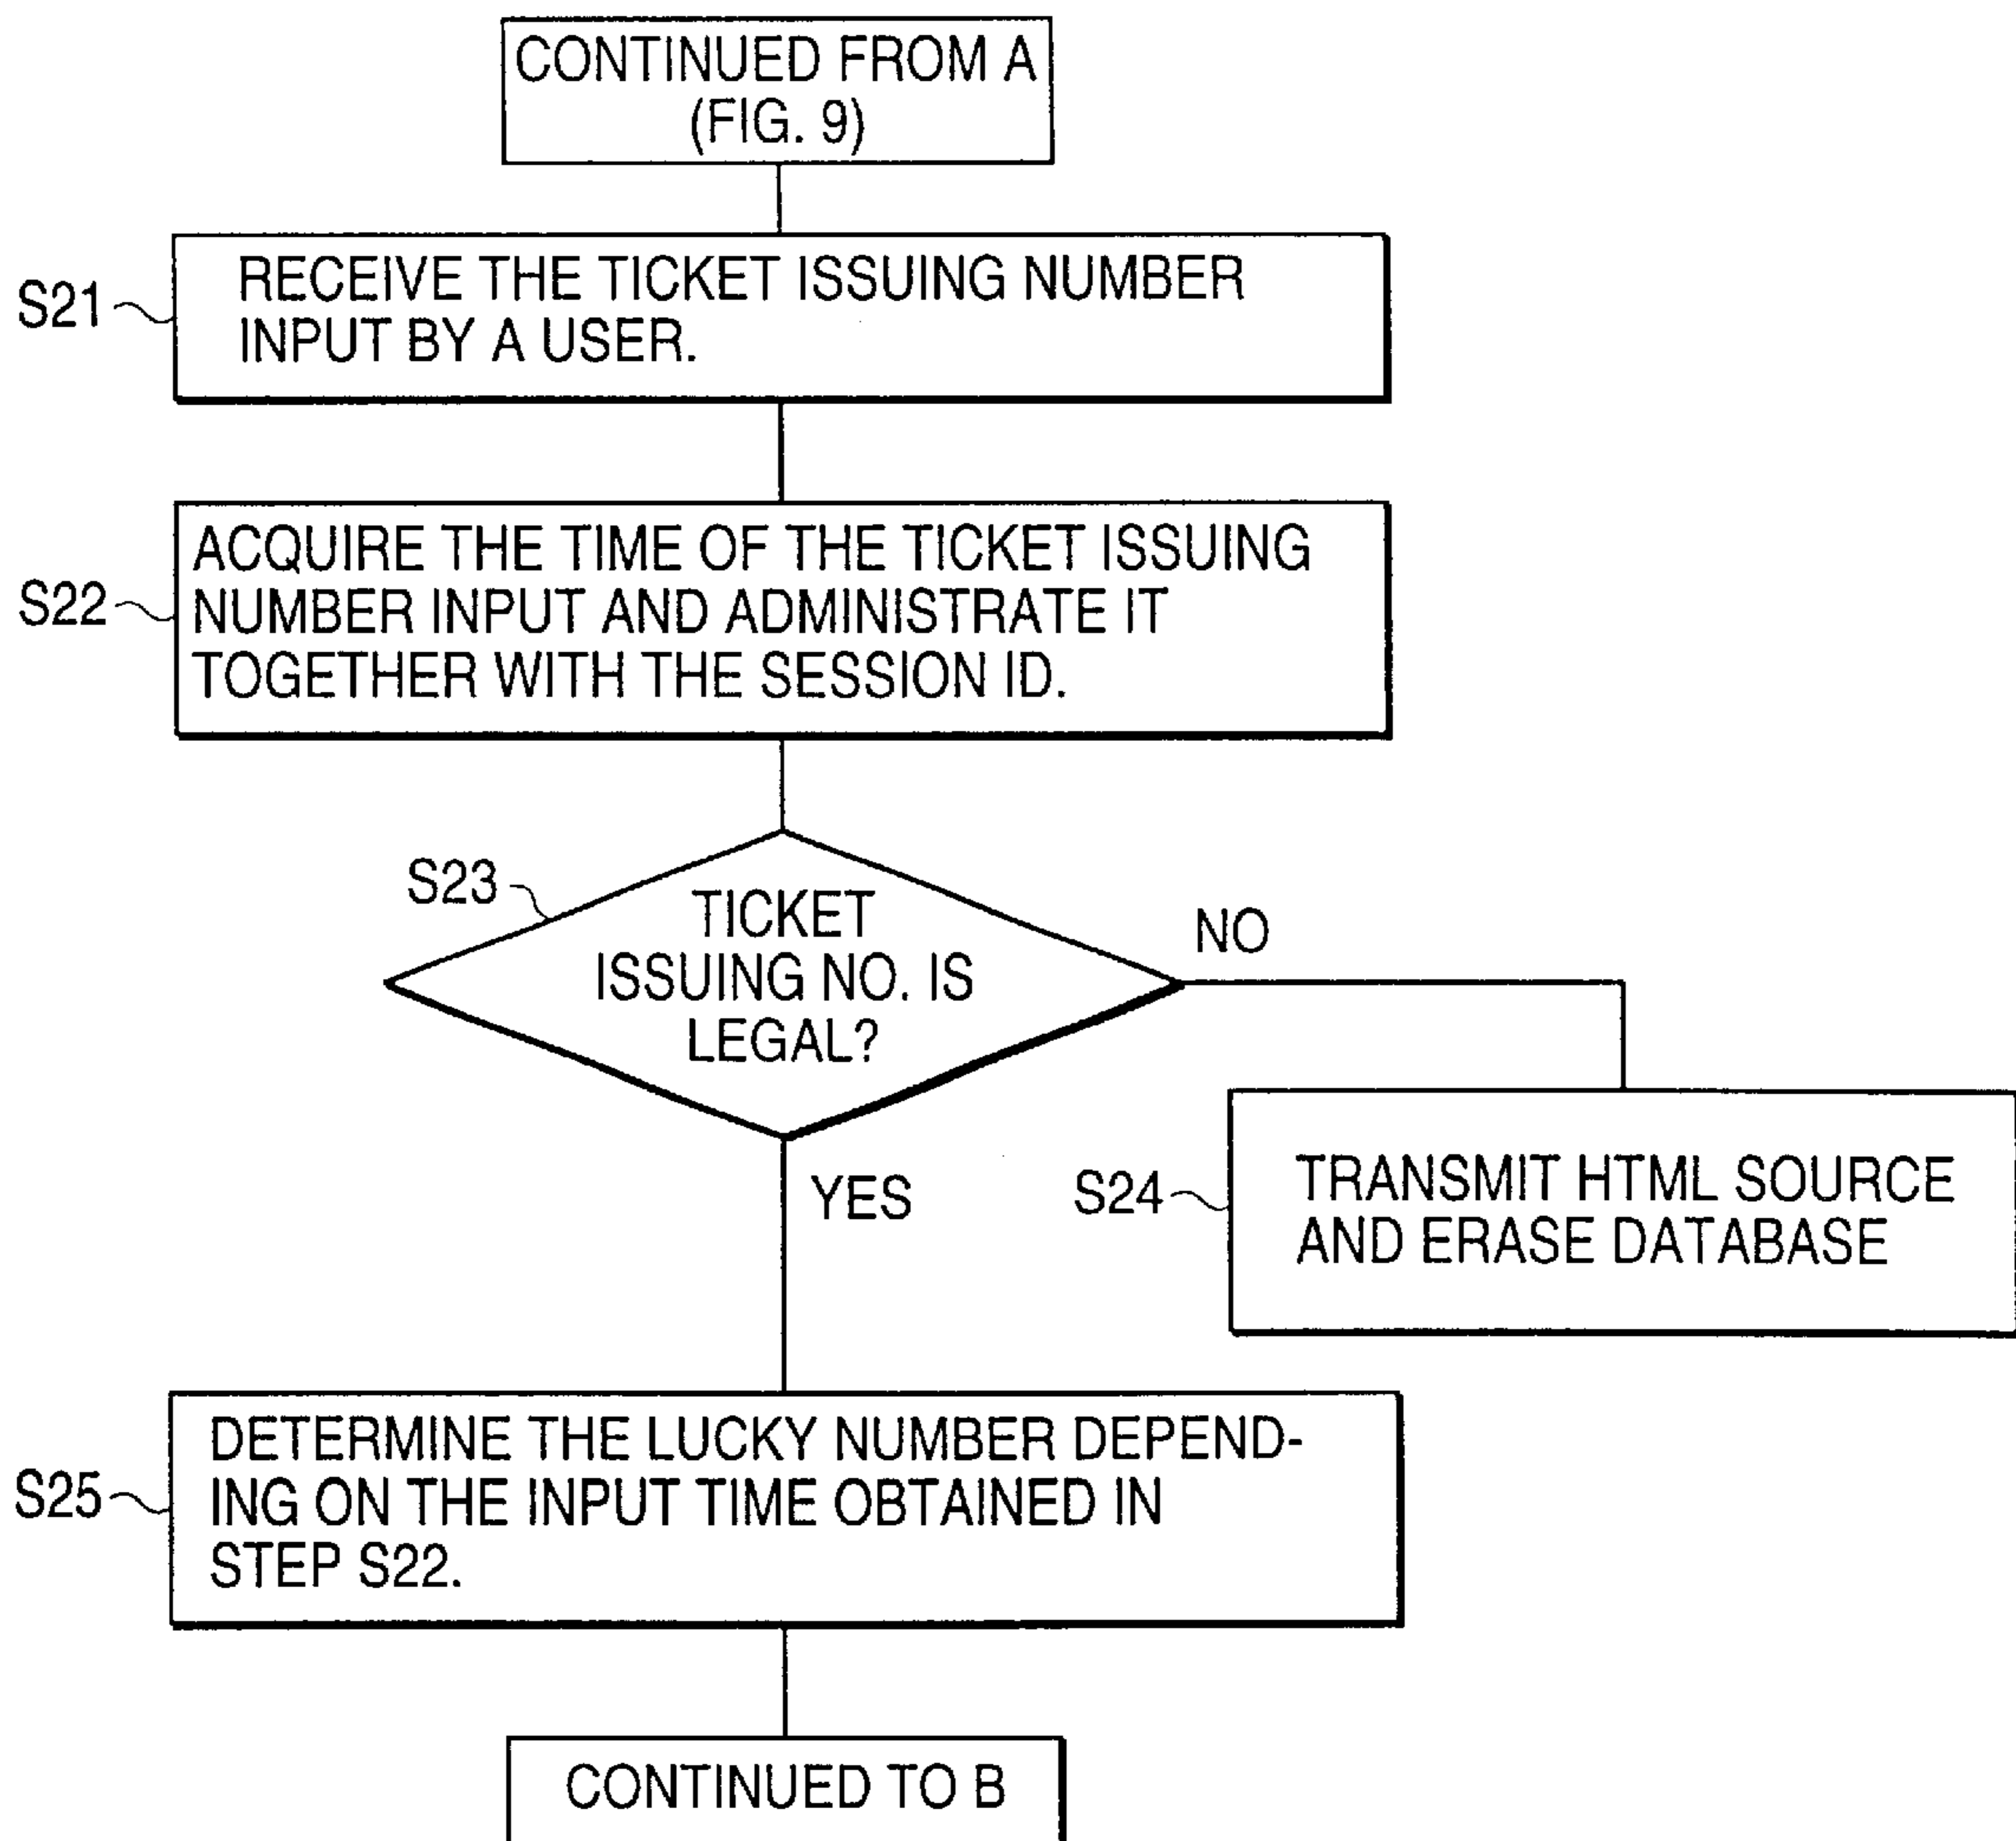 CONTINUED FROM A
(FIG. 9)
S21
RECEIVE THE TICKET ISSUING NUMBER
INPUT BY A USER.
S22
ACQUIRE THE TIME OF THE TICKET ISSUING
NUMBER INPUT AND ADMINISTRATE IT
TOGETHER WITH THE SESSION ID.
S23
TICKET
ISSUING NO. IS
LEGAL?
NO
YES
S24
TRANSMIT HTML SOURCE
AND ERASE DATABASE
S25
DETERMINE THE LUCKY NUMBER DEPEND-
ING ON THE INPUT TIME OBTAINED IN
STEP S22.
CONTINUED TO B